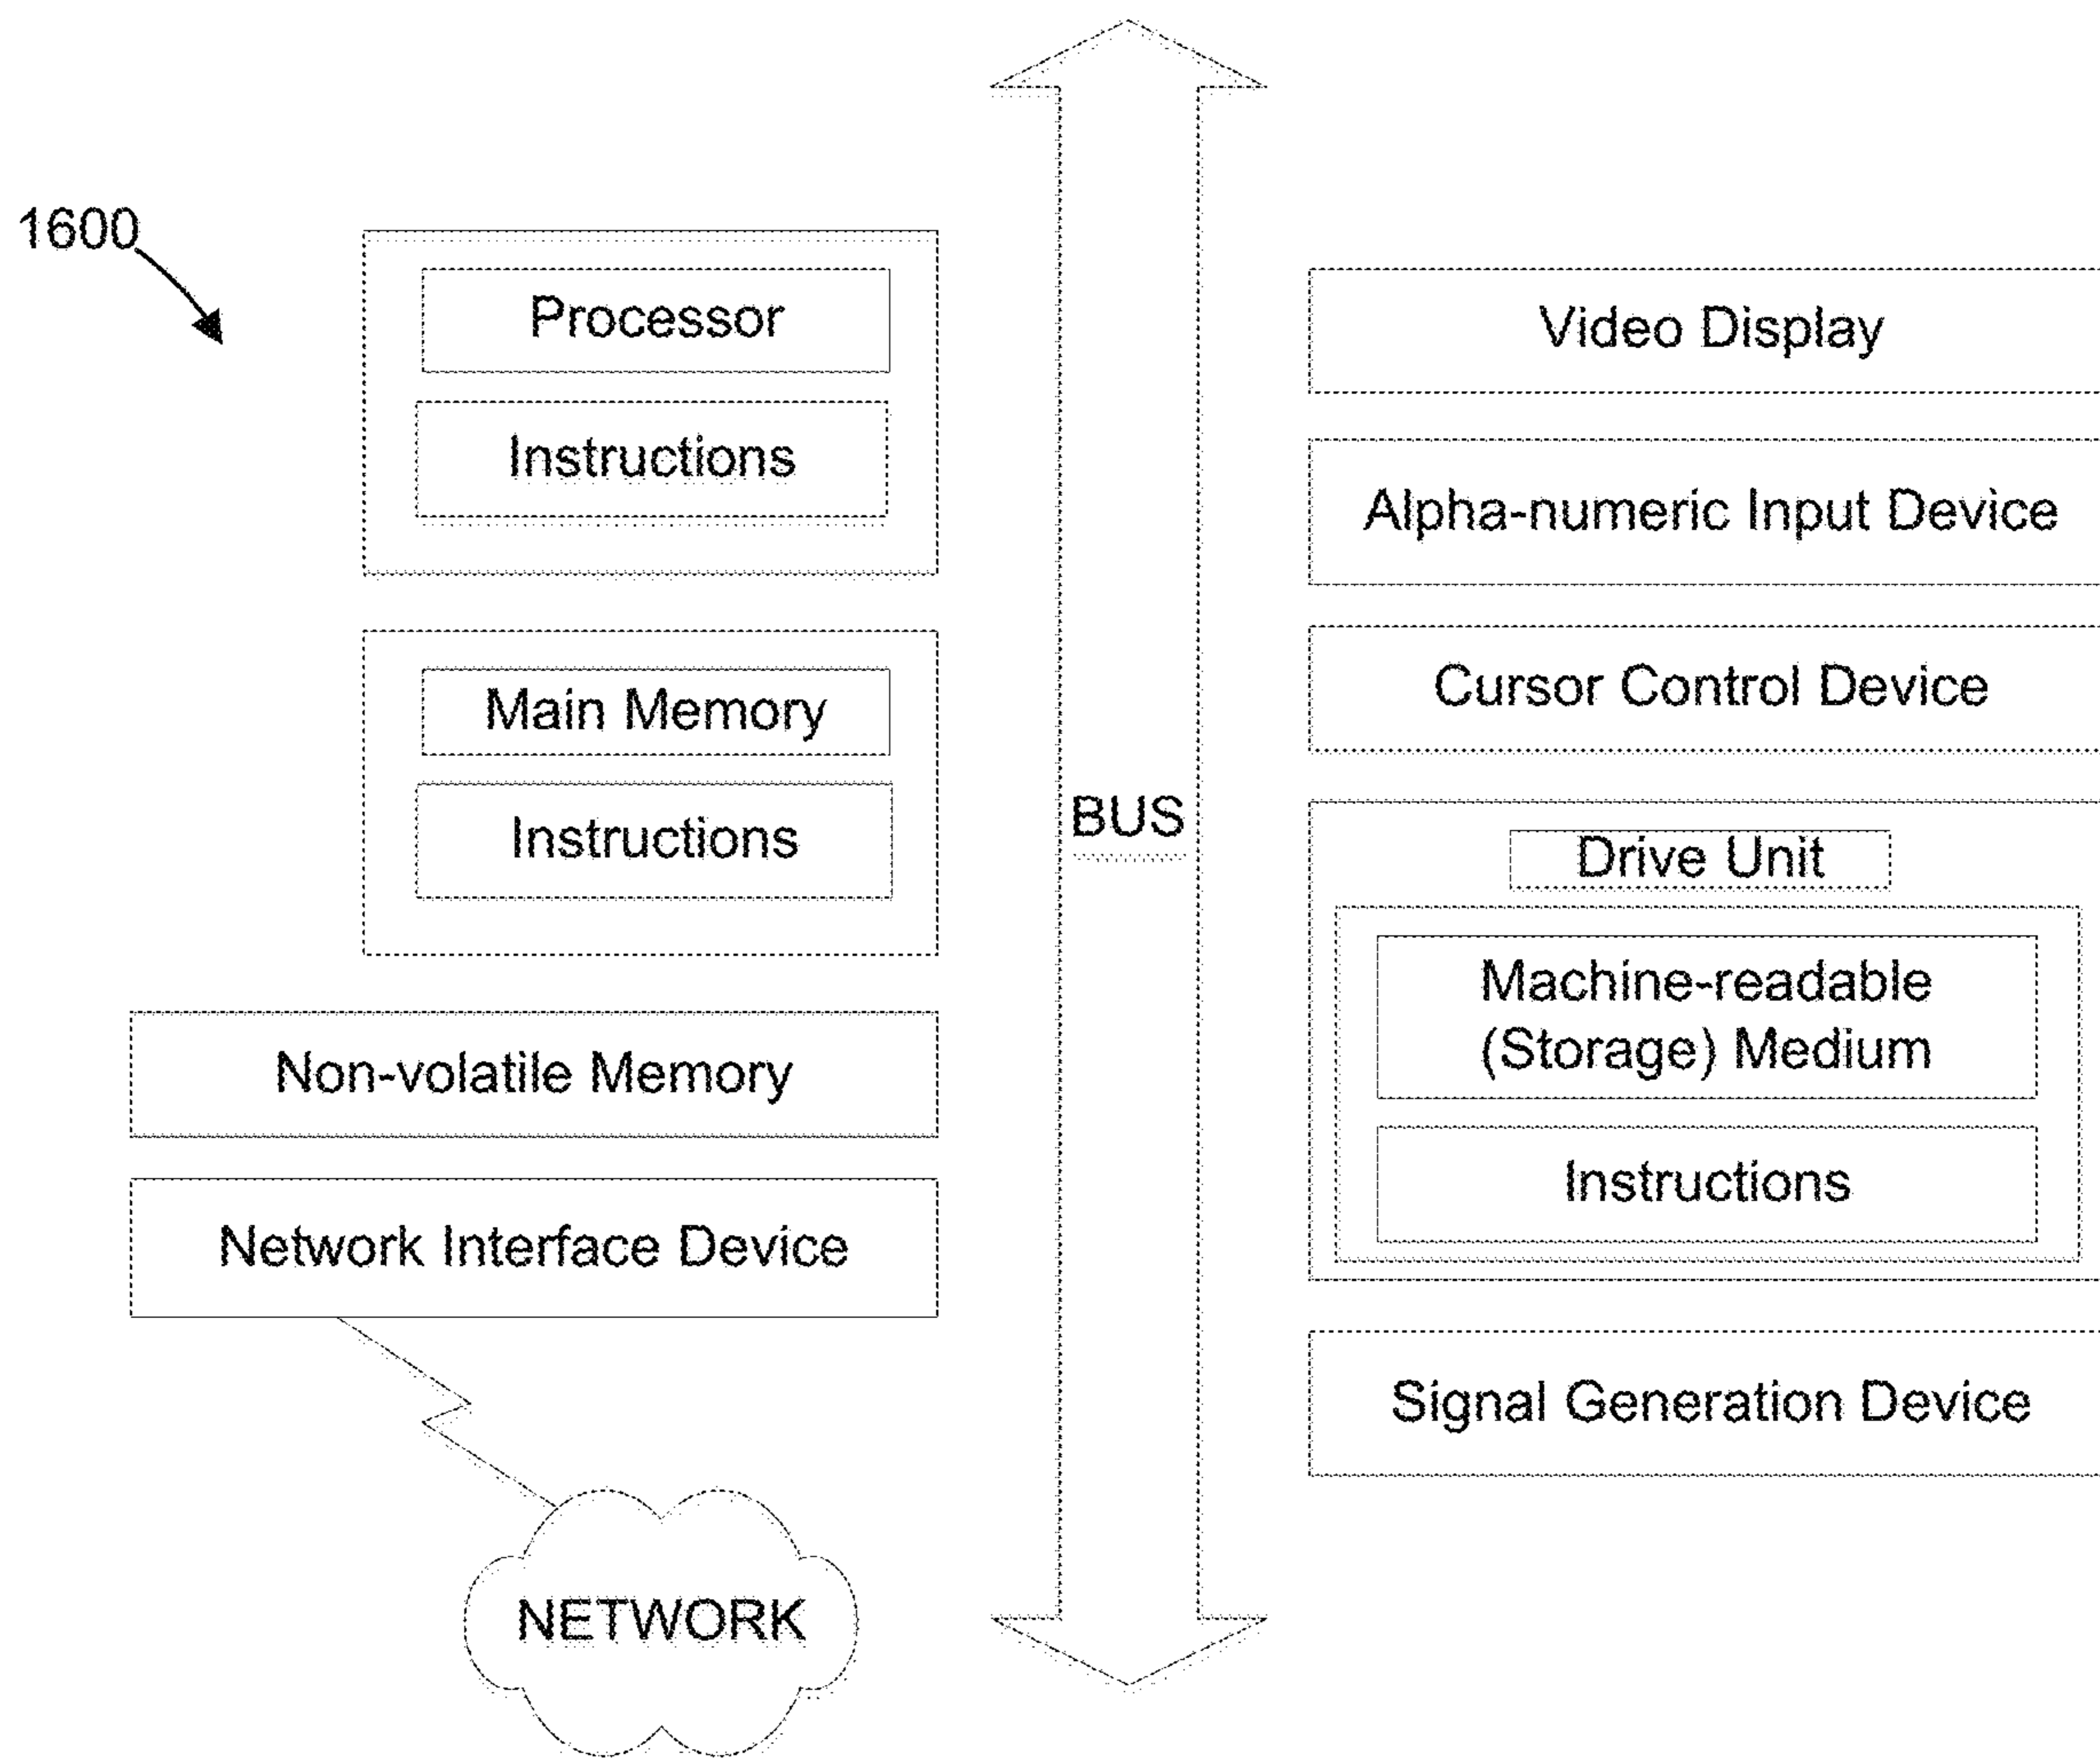 1600
Processor
Instructions
Main Memory
Instructions
Non-volatile Memory
Network Interface Device
NETWORK
BUS
Video Display
Alpha-numeric Input Device
Cursor Control Device
Drive Unit
Machine-readable
(Storage) Medium
Instructions
Signal Generation Device